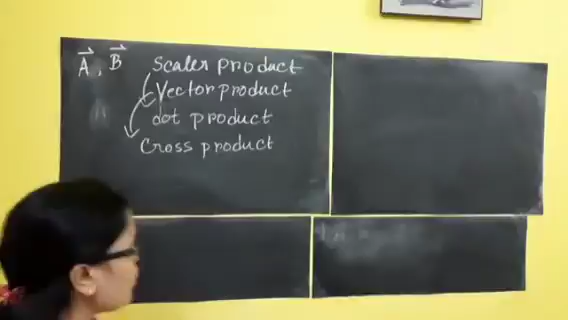 A⃗ , B⃗ Scaler product
Vector product
dot product
Cross product